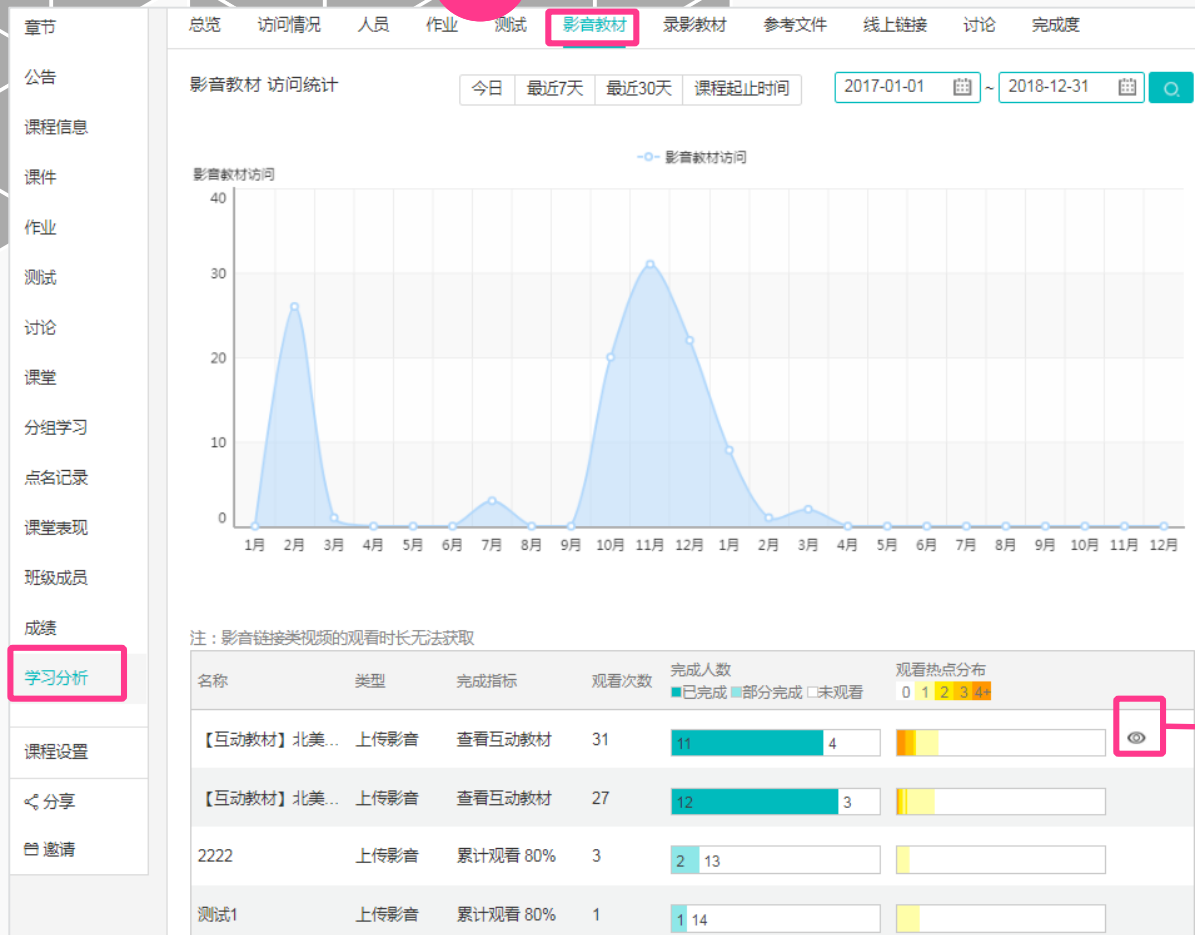 章节
公告
课程信息
课件
作业
测试
讨论
课堂
分组学习
点名记录
课堂表现
班级成员
成绩
学习分析
课程设置
分享
邀请
总览 访问情况 人员 作业 测试 影音教材 录影教材 参考文件 线上链接 讨论 完成度
影音教材 访问统计 今日 最近7天 最近30天 课程起止时间 2017-01-01 ~ 2018-12-31
影音教材访问
影音教材访问
40
30
20
10
0
1月 2月 3月 4月 5月 6月 7月 8月 9月 10月 11月 12月 1月 2月 3月 4月 5月 6月 7月 8月 9月 10月 11月 12月
注：影音链接类视频的观看时长无法获取
名称 类型 完成指标 观看次数 完成人数 观看热点分布
已完成 部分完成 未观看 0 1 2 3 4+
【互动教材】北美... 上传影音 查看互动教材 31 11 4
【互动教材】北美... 上传影音 查看互动教材 27 12 3
2222 上传影音 累计观看 80% 3 2 13
测试1 上传影音 累计观看 80% 1 1 14